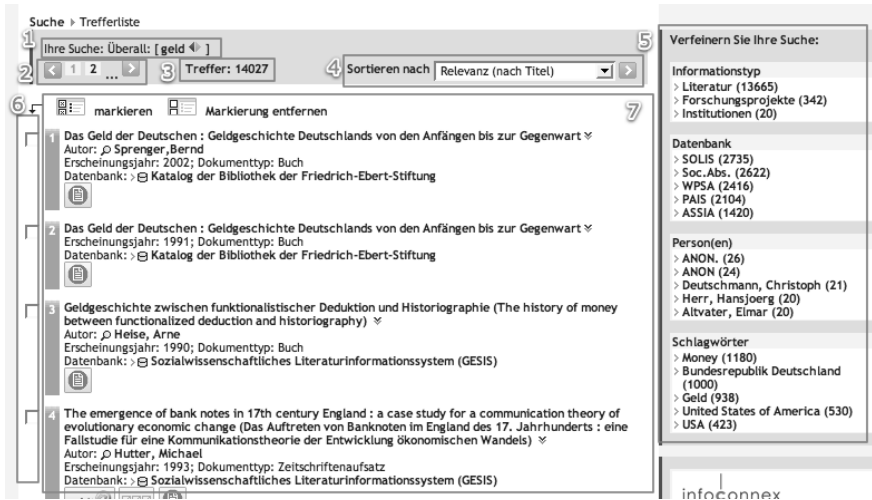 Suche Trefferliste
1
Ihre Suche: Überall: [ geld ]
2
1 2 ...
3
Treffer: 14027
4
Sortieren nach Relevanz (nach Titel)
5
6
markieren Markierung entfernen
7
1 Das Geld der Deutschen : Geldgeschichte Deutschlands von den Anfängen bis zur Gegenwart
Autor: Sprenger,Bernd
Erscheinungsjahr: 2002; Dokumenttyp: Buch
Datenbank: > Katalog der Bibliothek der Friedrich-Ebert-Stiftung
2 Das Geld der Deutschen : Geldgeschichte Deutschlands von den Anfängen bis zur Gegenwart
Erscheinungsjahr: 1991; Dokumenttyp: Buch
Datenbank: > Katalog der Bibliothek der Friedrich-Ebert-Stiftung
3 Geldgeschichte zwischen funktionalistischer Deduktion und Historiographie (The history of money
between functionalized deduction and historiography)
Autor: Heise, Arne
Erscheinungsjahr: 1990; Dokumenttyp: Buch
Datenbank: > Sozialwissenschaftliches Literaturinformationssystem (GESIS)
4 The emergence of bank notes in 17th century England : a case study for a communication theory of
evolutionary economic change (Das Auftreten von Banknoten im England des 17. Jahrhunderts : eine
Fallstudie für eine Kommunikationstheorie der Entwicklung ökonomischen Wandels)
Autor: Hutter, Michael
Erscheinungsjahr: 1993; Dokumenttyp: Zeitschriftenaufsatz
Datenbank: > Sozialwissenschaftliches Literaturinformationssystem (GESIS)
Verfeinern Sie Ihre Suche:
Informationstyp
> Literatur (13665)
> Forschungsprojekte (342)
> Institutionen (20)
Datenbank
> SOLIS (2735)
> Soc.Abs. (2622)
> WPSA (2416)
> PAIS (2104)
> ASSIA (1420)
Person(en)
> ANON. (26)
> ANON (24)
> Deutschmann, Christoph (21)
> Herr, Hansjoerg (20)
> Altvater, Elmar (20)
Schlagwörter
> Money (1180)
> Bundesrepublik Deutschland
(1000)
> Geld (938)
> United States of America (530)
> USA (423)
infoconnex